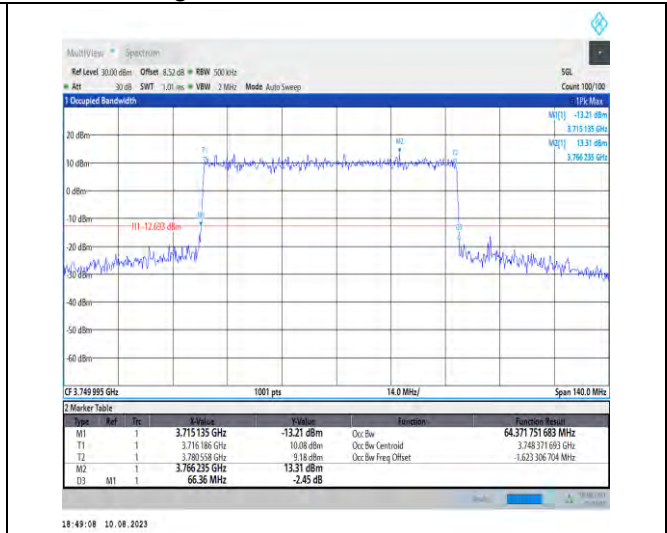 MultiView Spectrum
Ref Level 30.00 dBm Offset 8.52 dB RBW 500 kHz SGL
Att 30 dB SWT 1.01 ms VBW 2 MHz Mode Auto Sweep Count 100/100
1 Occupied Bandwidth 1Pk Max
M1[1] -13.21 dBm
3.715 135 GHz
M2[1] 13.31 dBm
3.766 235 GHz
20 dBm
T1 M2 T2
10 dBm
0 dBm
-10 dBm M1
H1 -12.693 dBm D3
-20 dBm
-30 dBm
-40 dBm
-50 dBm
-60 dBm
CF 3.749 995 GHz 1001 pts 14.0 MHz/ Span 140.0 MHz
2 Marker Table
Type Ref Trc X-Value Y-Value Function Function Result
M1 1 3.715 135 GHz -13.21 dBm Occ Bw 64.371 751 683 MHz
T1 1 3.716 186 GHz 10.08 dBm Occ Bw Centroid 3.748 371 693 GHz
T2 1 3.780 558 GHz 9.18 dBm Occ Bw Freq Offset -1.623 306 704 MHz
M2 1 3.766 235 GHz 13.31 dBm
D3 M1 1 66.36 MHz -2.45 dB
18:49:08 10.08.2023